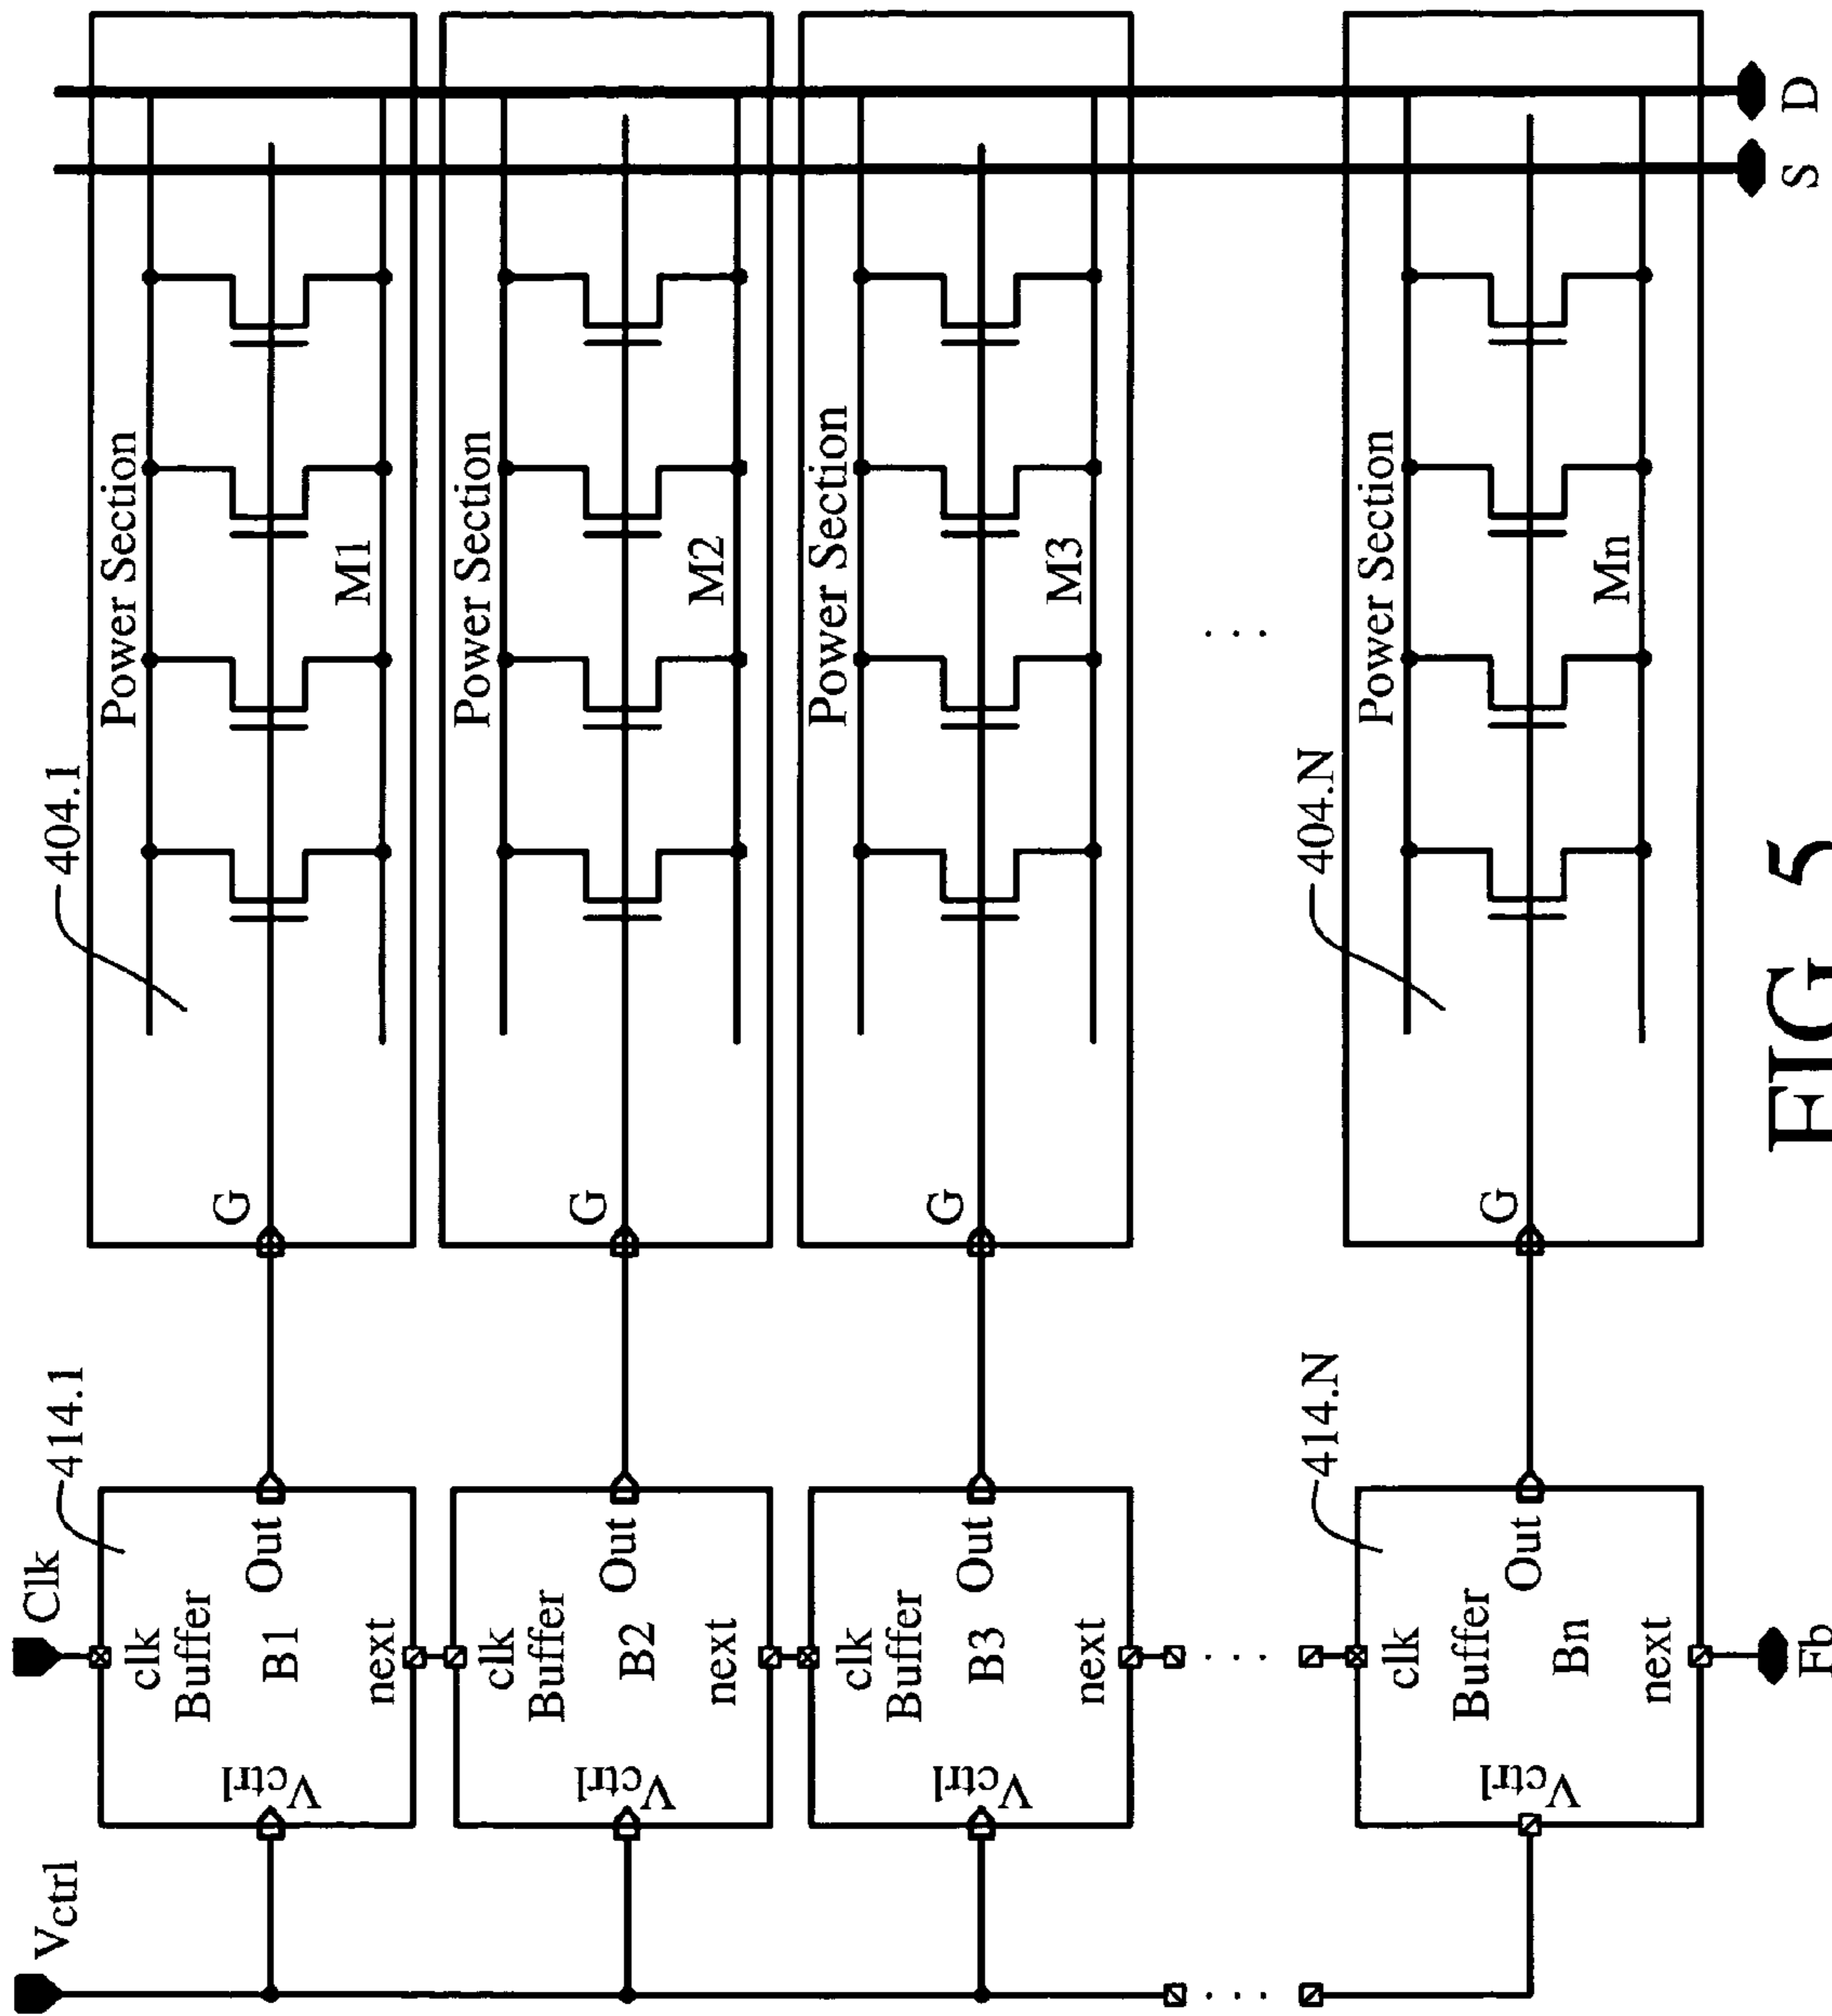 Vctrl
Clk
414.1
404.1
clk
Buffer
B1
Vctrl
Out
next
G
Power Section
M1
clk
Buffer
B2
Vctrl
Out
next
G
Power Section
M2
clk
Buffer
B3
Vctrl
Out
next
G
Power Section
M3
. . .
. . .
. . .
414.N
404.N
clk
Buffer
Bn
Vctrl
Out
next
G
Power Section
Mn
Fb
S
D
FIG. 5